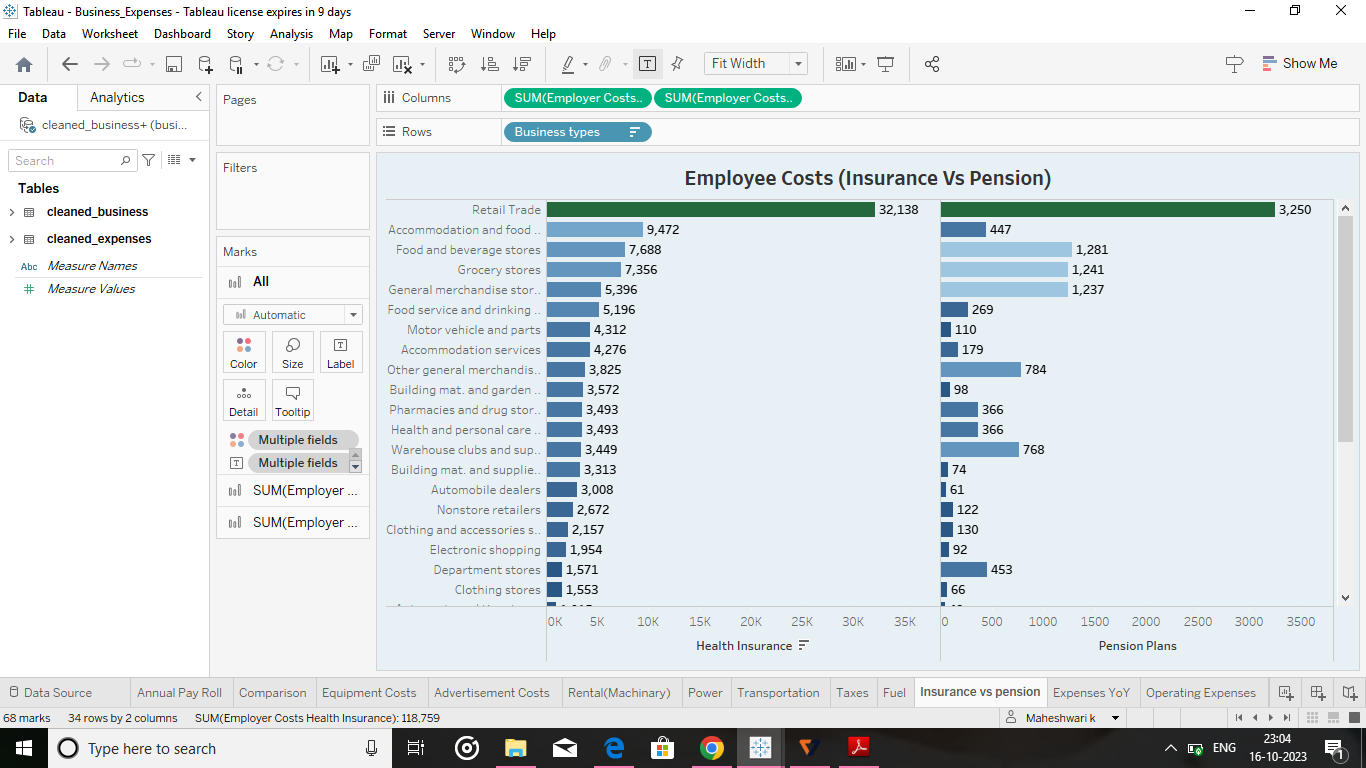 Tableau - Business_Expenses - Tableau license expires in 9 days
File Data Worksheet Dashboard Story Analysis Map Format Server Window Help
Fit Width
Show Me
Data Analytics
cleaned_business+ (busi...
Search
Tables
cleaned_business
cleaned_expenses
Abc Measure Names
# Measure Values
Pages
Filters
Marks
All
Automatic
Color Size Label
Detail Tooltip
Multiple fields
Multiple fields
SUM(Employer ...
SUM(Employer ...
Columns SUM(Employer Costs.. SUM(Employer Costs..
Rows Business types
Employee Costs (Insurance Vs Pension)
Retail Trade 32,138 3,250
Accommodation and food .. 9,472 447
Food and beverage stores 7,688 1,281
Grocery stores 7,356 1,241
General merchandise stor.. 5,396 1,237
Food service and drinking .. 5,196 269
Motor vehicle and parts 4,312 110
Accommodation services 4,276 179
Other general merchandis.. 3,825 784
Building mat. and garden .. 3,572 98
Pharmacies and drug stor.. 3,493 366
Health and personal care .. 3,493 366
Warehouse clubs and sup.. 3,449 768
Building mat. and supplie.. 3,313 74
Automobile dealers 3,008 61
Nonstore retailers 2,672 122
Clothing and accessories s.. 2,157 130
Electronic shopping 1,954 92
Department stores 1,571 453
Clothing stores 1,553 66
0K 5K 10K 15K 20K 25K 30K 35K 0 500 1000 1500 2000 2500 3000 3500
Health Insurance Pension Plans
Data Source Annual Pay Roll Comparison Equipment Costs Advertisement Costs Rental(Machinary) Power Transportation Taxes Fuel Insurance vs pension Expenses YoY Operating Expenses
68 marks 34 rows by 2 columns SUM(Employer Costs Health Insurance): 118,759 Maheshwari k
Type here to search
ENG
23:04
16-10-2023
1